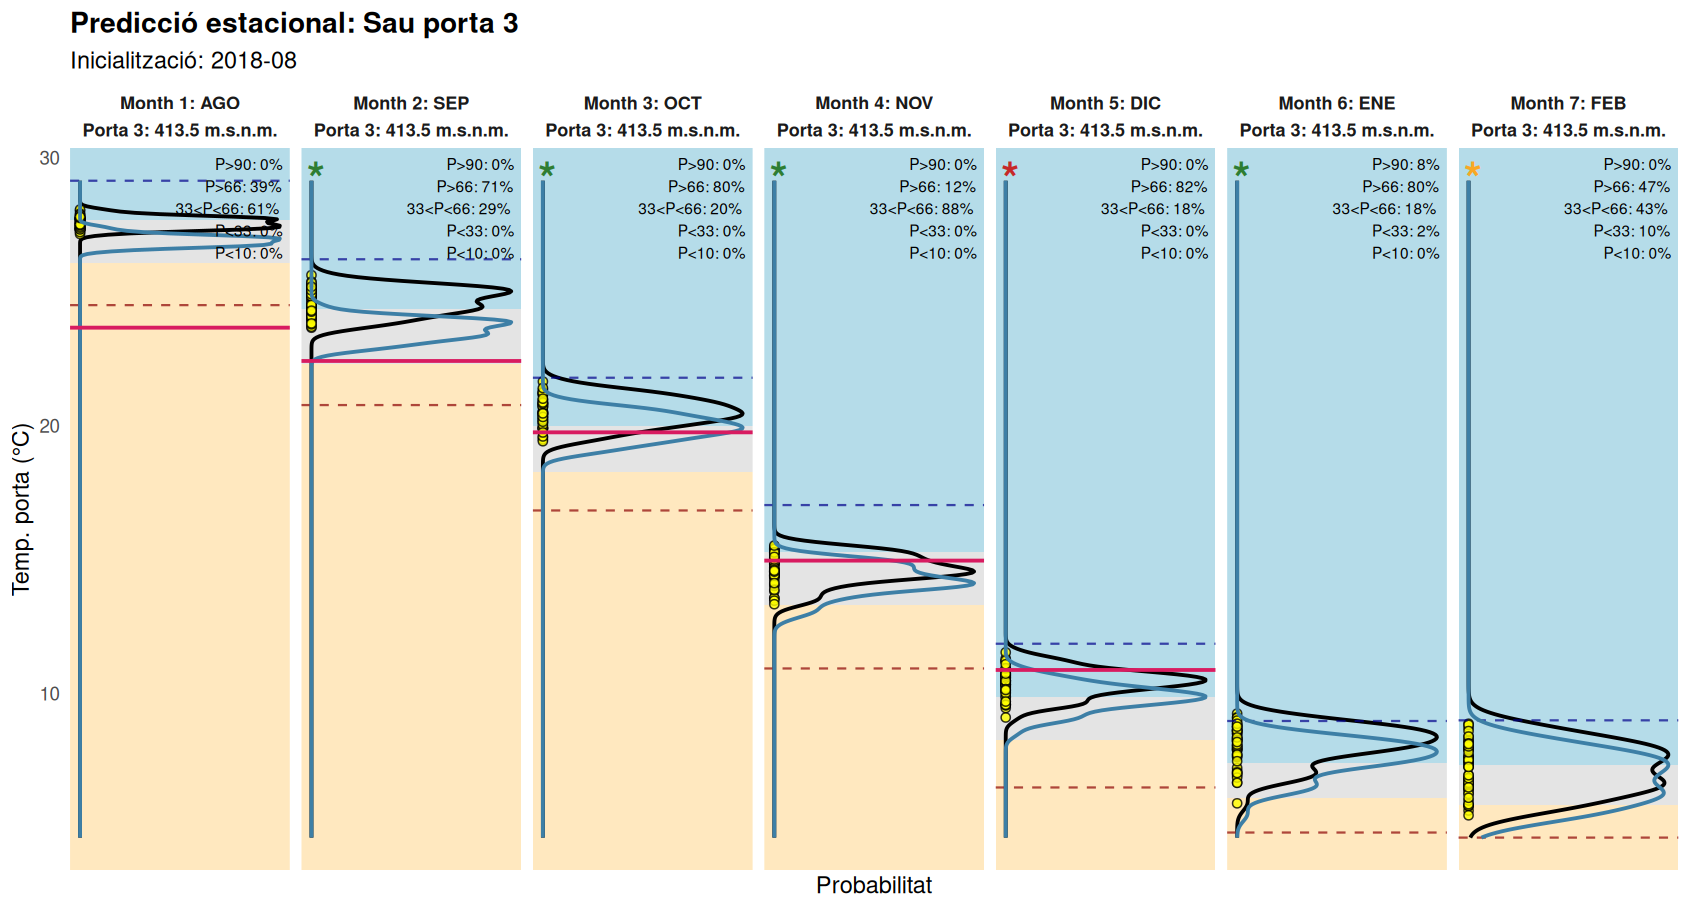 Predicció estacional: Sau porta 3
Inicialització: 2018-08
Month 1: AGO
Porta 3: 413.5 m.s.n.m.
Month 2: SEP
Porta 3: 413.5 m.s.n.m.
Month 3: OCT
Porta 3: 413.5 m.s.n.m.
Month 4: NOV
Porta 3: 413.5 m.s.n.m.
Month 5: DIC
Porta 3: 413.5 m.s.n.m.
Month 6: ENE
Porta 3: 413.5 m.s.n.m.
Month 7: FEB
Porta 3: 413.5 m.s.n.m.
Temp. porta (°C)
30
20
10
P>90: 0%
P>66: 39%
33<P<66: 61%
P<33: 0%
P<10: 0%
*
P>90: 0%
P>66: 71%
33<P<66: 29%
P<33: 0%
P<10: 0%
*
P>90: 0%
P>66: 80%
33<P<66: 20%
P<33: 0%
P<10: 0%
*
P>90: 0%
P>66: 12%
33<P<66: 88%
P<33: 0%
P<10: 0%
*
P>90: 0%
P>66: 82%
33<P<66: 18%
P<33: 0%
P<10: 0%
*
P>90: 8%
P>66: 80%
33<P<66: 18%
P<33: 2%
P<10: 0%
*
P>90: 0%
P>66: 47%
33<P<66: 43%
P<33: 10%
P<10: 0%
Probabilitat